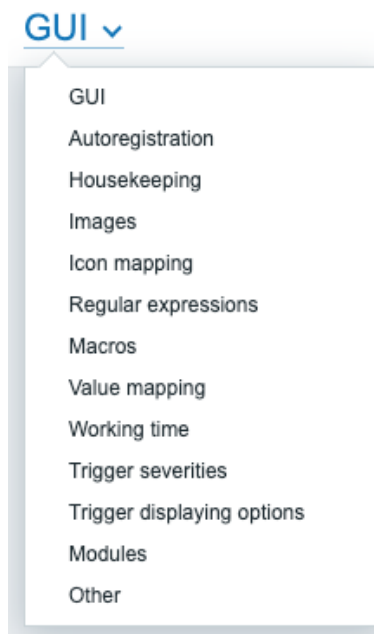 GUI
GUI
Autoregistration
Housekeeping
Images
Icon mapping
Regular expressions
Macros
Value mapping
Working time
Trigger severities
Trigger displaying options
Modules
Other